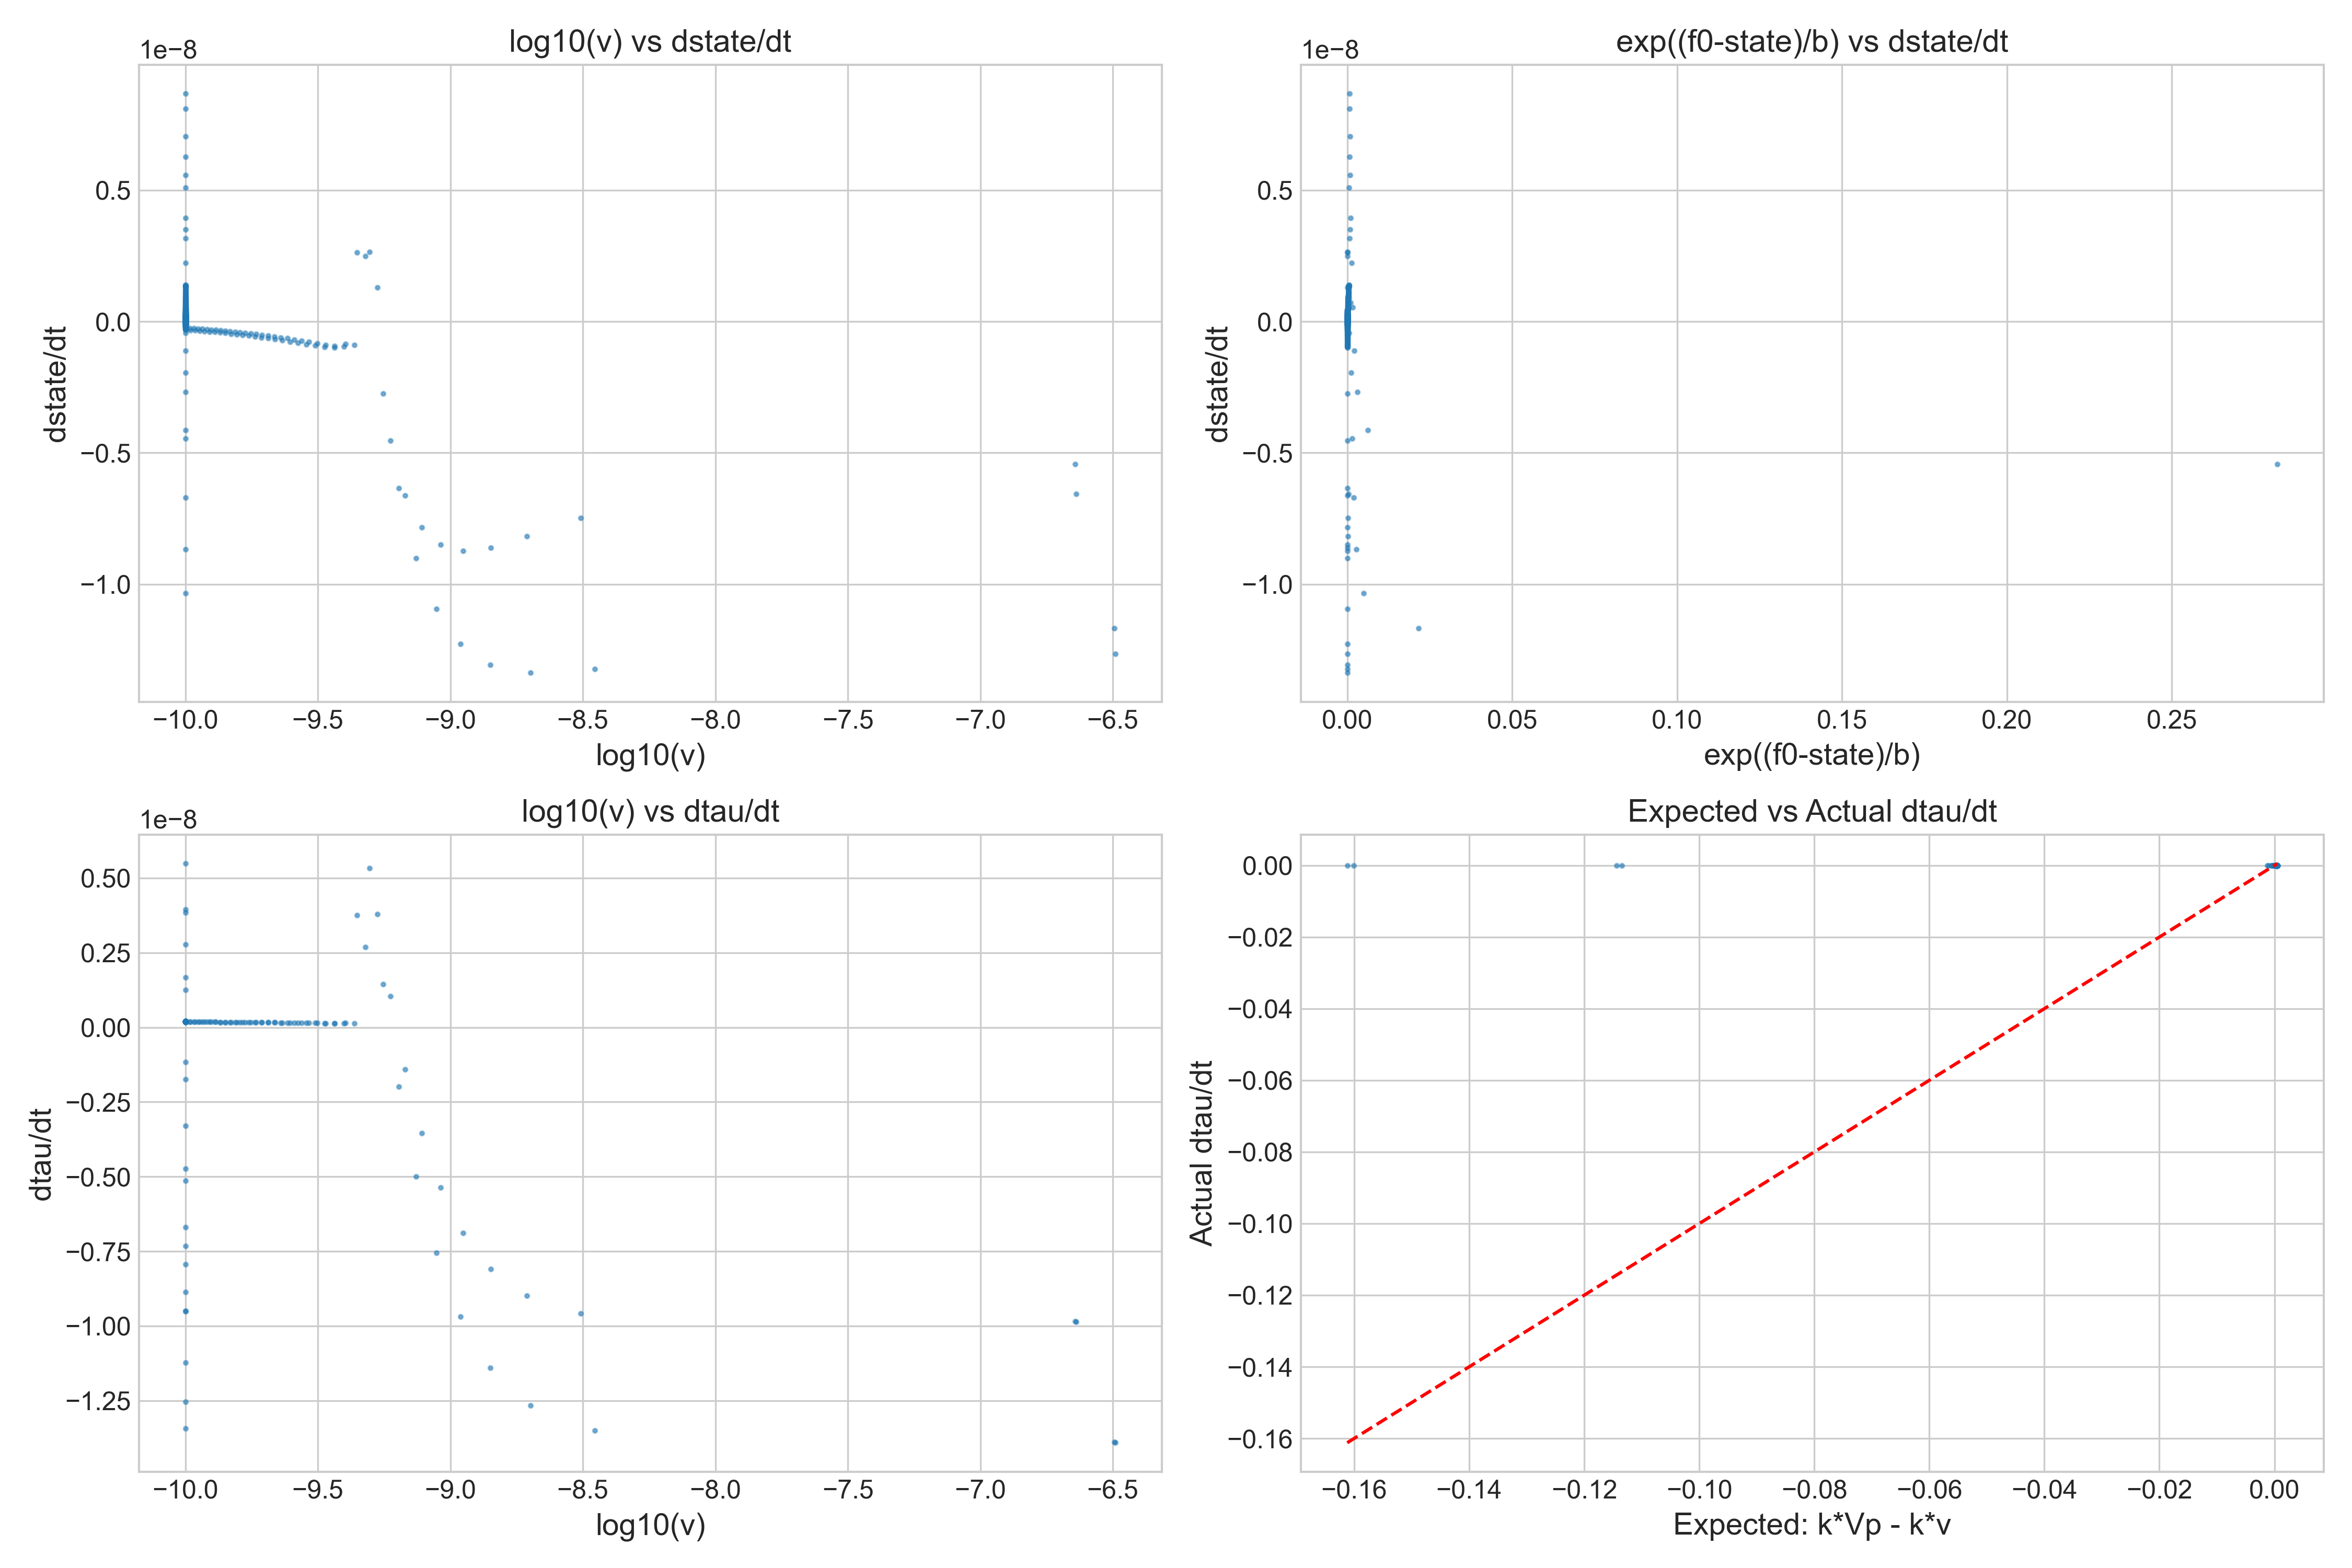 log10(v) vs dstate/dt
1e−8
0.5
0.0
−0.5
−1.0
dstate/dt
−10.0 −9.5 −9.0 −8.5 −8.0 −7.5 −7.0 −6.5
log10(v)
exp((f0-state)/b) vs dstate/dt
1e−8
0.5
0.0
−0.5
−1.0
dstate/dt
0.00 0.05 0.10 0.15 0.20 0.25
exp((f0-state)/b)
log10(v) vs dtau/dt
1e−8
0.50
0.25
0.00
−0.25
−0.50
−0.75
−1.00
−1.25
dtau/dt
−10.0 −9.5 −9.0 −8.5 −8.0 −7.5 −7.0 −6.5
log10(v)
Expected vs Actual dtau/dt
0.00
−0.02
−0.04
−0.06
−0.08
−0.10
−0.12
−0.14
−0.16
Actual dtau/dt
−0.16 −0.14 −0.12 −0.10 −0.08 −0.06 −0.04 −0.02 0.00
Expected: k*Vp - k*v